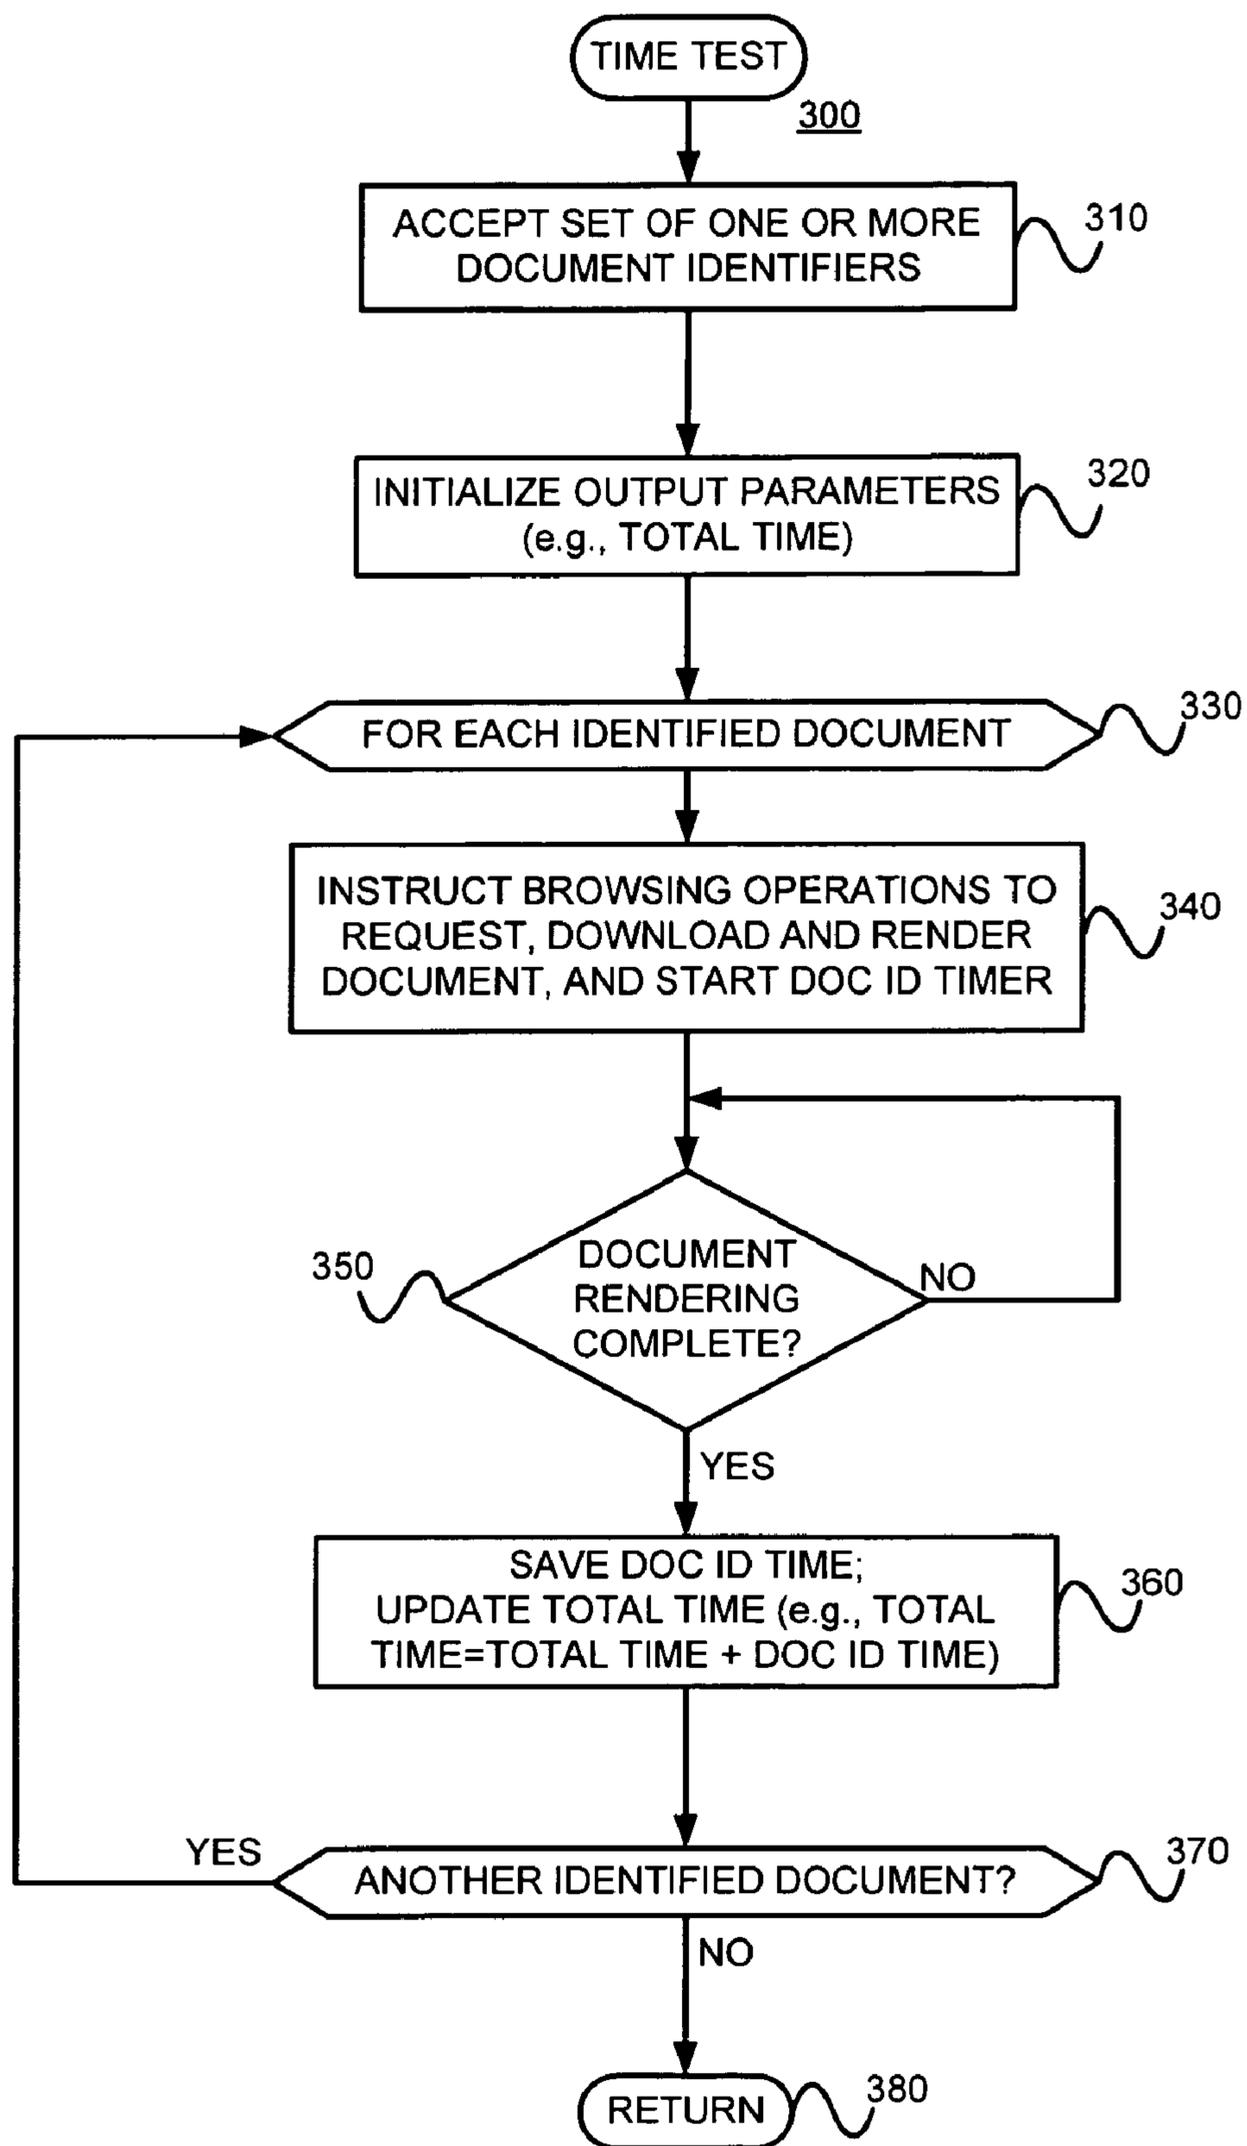 TIME TEST
300
ACCEPT SET OF ONE OR MORE
DOCUMENT IDENTIFIERS
310
INITIALIZE OUTPUT PARAMETERS
(e.g., TOTAL TIME)
320
FOR EACH IDENTIFIED DOCUMENT
330
INSTRUCT BROWSING OPERATIONS TO
REQUEST, DOWNLOAD AND RENDER
DOCUMENT, AND START DOC ID TIMER
340
350
DOCUMENT
RENDERING
COMPLETE?
NO
YES
SAVE DOC ID TIME;
UPDATE TOTAL TIME (e.g., TOTAL
TIME=TOTAL TIME + DOC ID TIME)
360
YES
ANOTHER IDENTIFIED DOCUMENT?
370
NO
RETURN
380